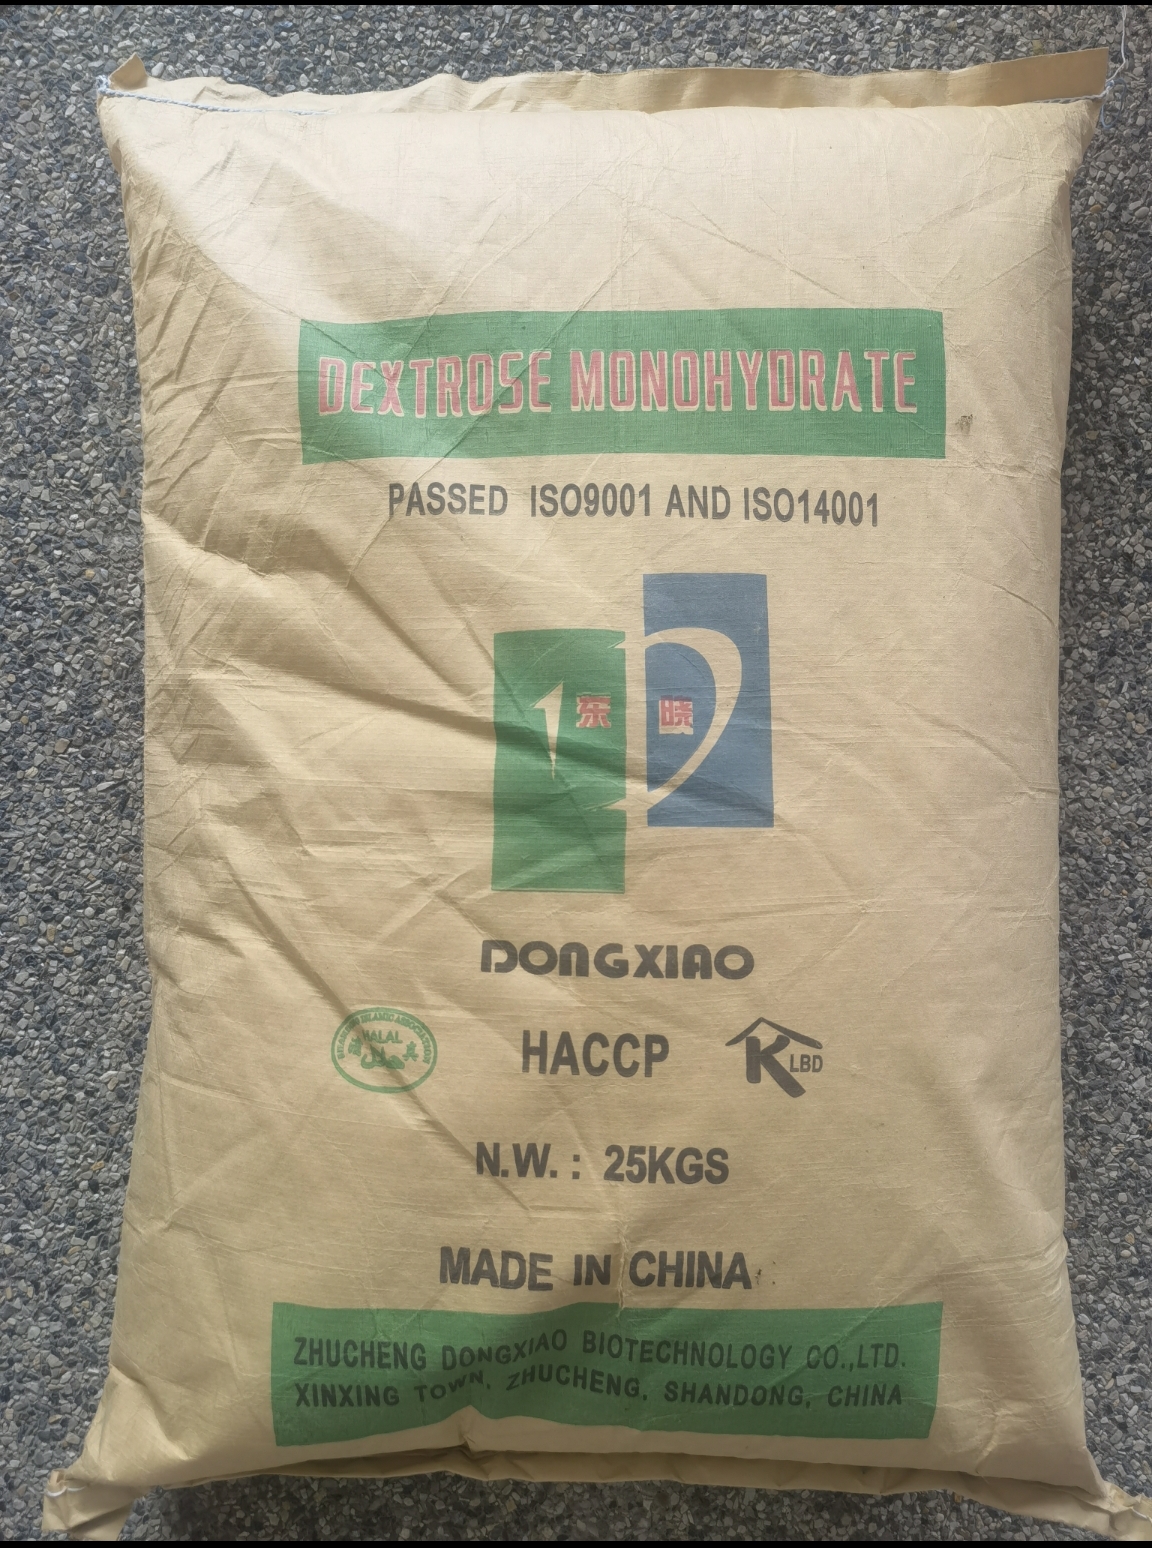 DEXTROSE MONOHYDRATE
PASSED ISO9001 AND ISO14001
东晓
DONGXIAO
HALAL
HACCP
K LBD
N.W. : 25KGS
MADE IN CHINA
ZHUCHENG DONGXIAO BIOTECHNOLOGY CO.,LTD.
XINXING TOWN, ZHUCHENG, SHANDONG, CHINA